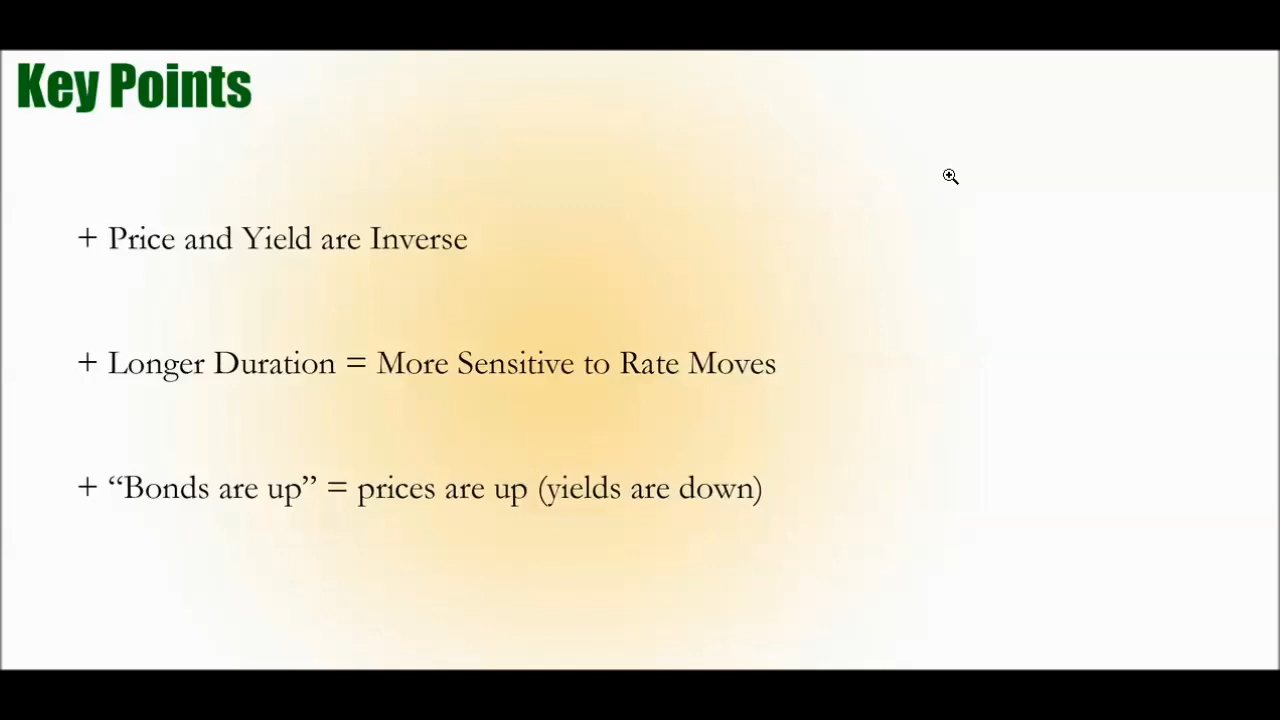 Key Points
+ Price and Yield are Inverse
+ Longer Duration = More Sensitive to Rate Moves
+ “Bonds are up” = prices are up (yields are down)